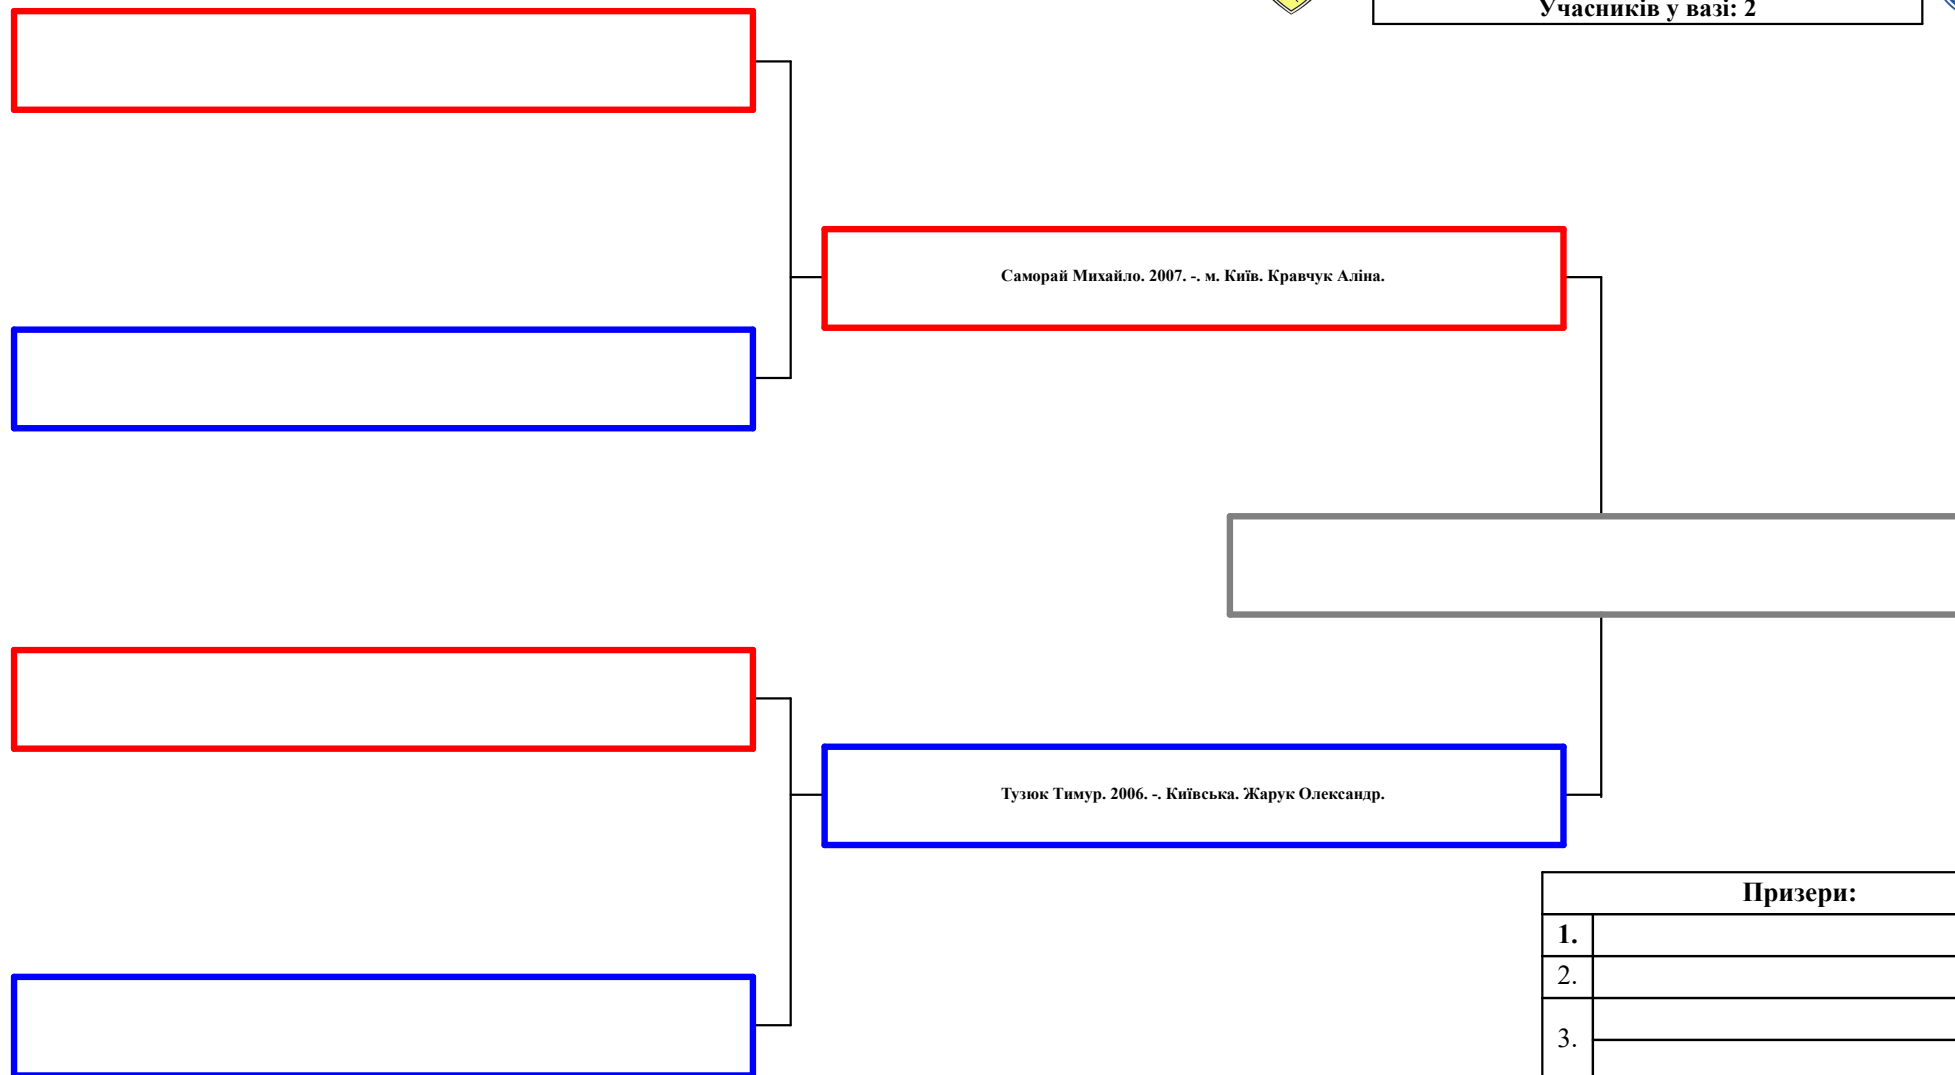 Учасників у вазі: 2
Саморай Михайло. 2007. -. м. Київ. Кравчук Аліна.
Тузюк Тимур. 2006. -. Київська. Жарук Олександр.
Призери:
1.
2.
3.